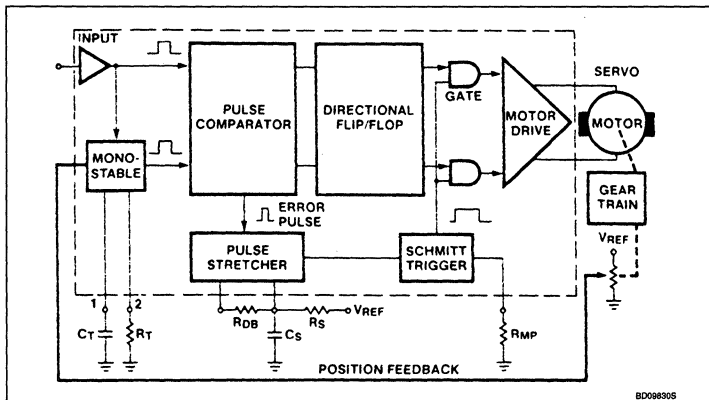 INPUT
PULSE
COMPARATOR
DIRECTIONAL
FLIP/FLOP
GATE
MOTOR
DRIVE
SERVO
MOTOR
MONO-
STABLE
GEAR
TRAIN
ERROR
PULSE
PULSE
STRETCHER
SCHMITT
TRIGGER
VREF
1
2
CT
RT
RDB
CS
RS
VREF
RMP
POSITION FEEDBACK
BD09830S